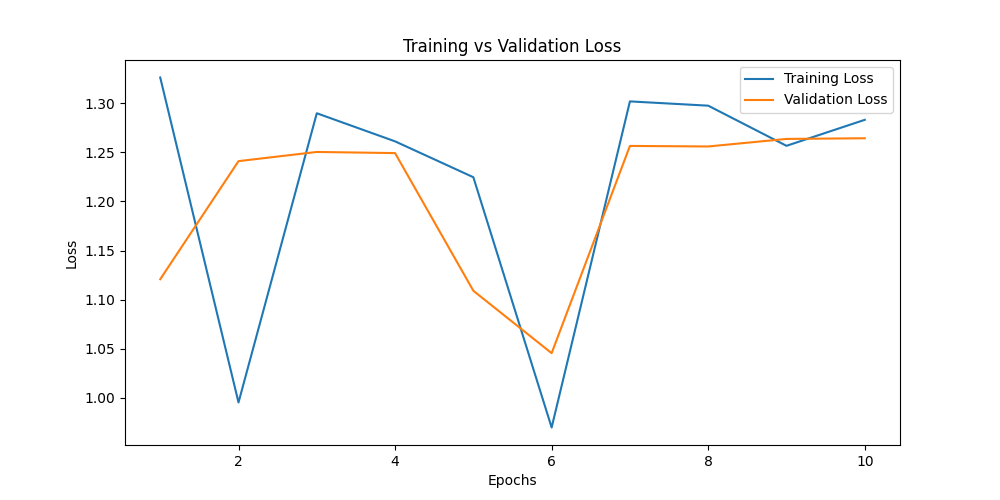 Training vs Validation Loss
Training Loss
Validation Loss
1.30
1.25
1.20
1.15
1.10
1.05
1.00
Loss
2 4 6 8 10
Epochs